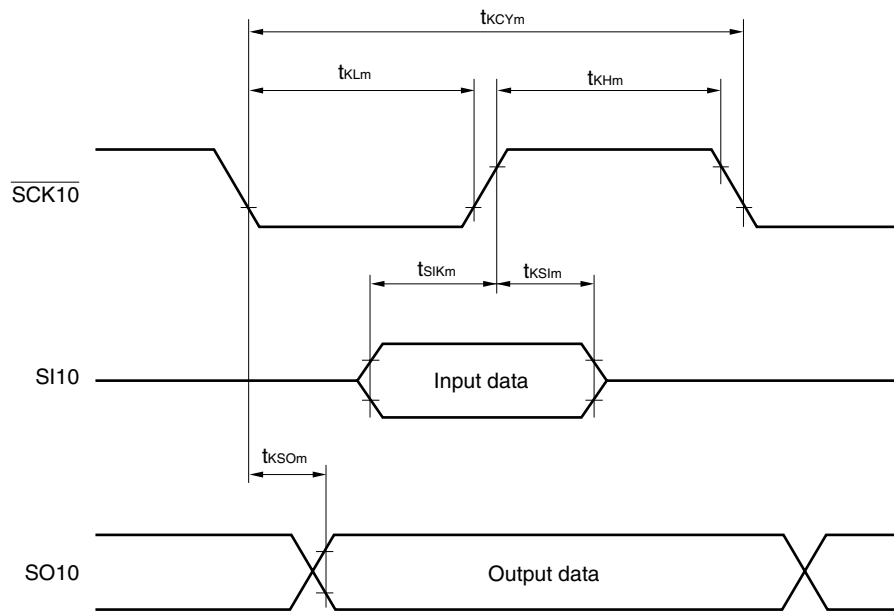 tKCYm
tKLm
tKHm
SCK10
tSIKm
tKSIm
SI10
Input data
tKSOm
SO10
Output data